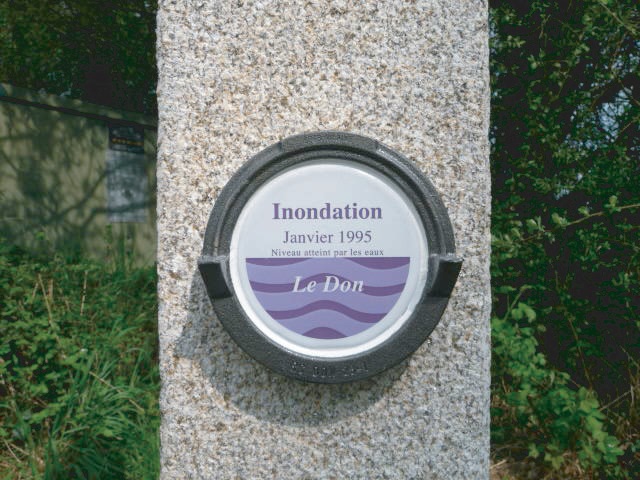 Inondation
Janvier 1995
Niveau atteint par les eaux
Le Don